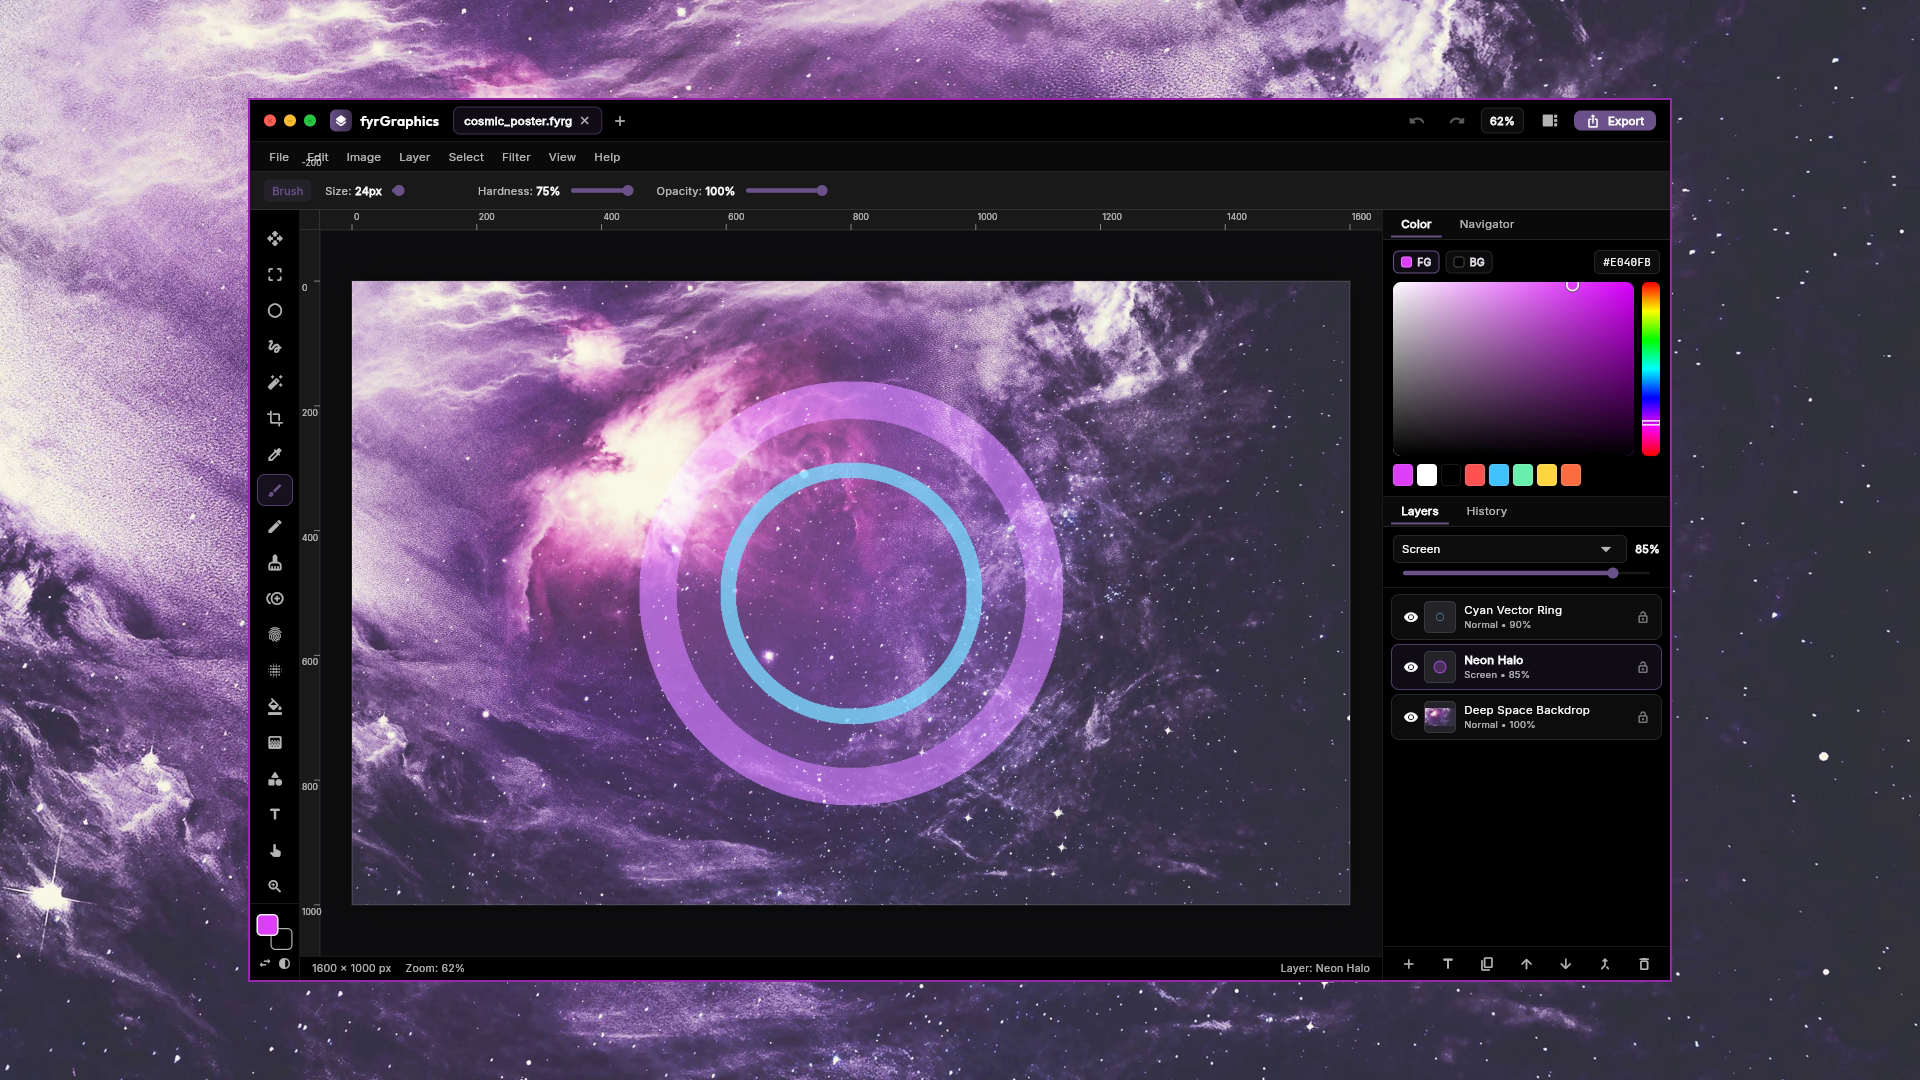 fyrGraphics
cosmic_poster.fyrg
62%
Export
File Edit Image Layer Select Filter View Help
-200
Brush Size: 24px Hardness: 75% Opacity: 100%
0 200 400 600 800 1000 1200 1400 1600
0
200
400
600
800
1000
Color Navigator
FG BG #E040FB
Layers History
Screen 85%
Cyan Vector Ring
Normal • 90%
Neon Halo
Screen • 85%
Deep Space Backdrop
Normal • 100%
1600 × 1000 px Zoom: 62% Layer: Neon Halo